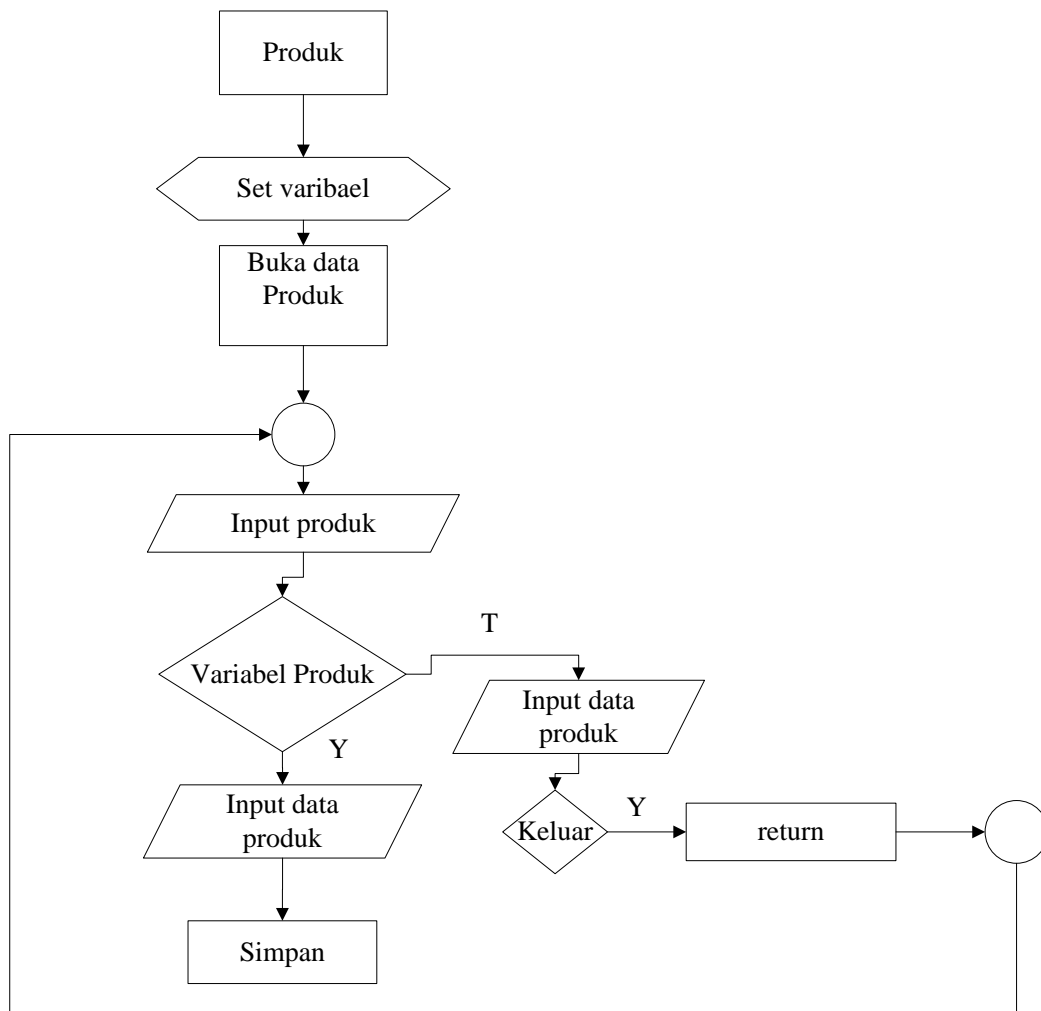 Produk
Set varibael
Buka data
Produk
Input produk
Variabel Produk
T
Input data
produk
Y
Input data
produk
Keluar
Y
return
Simpan